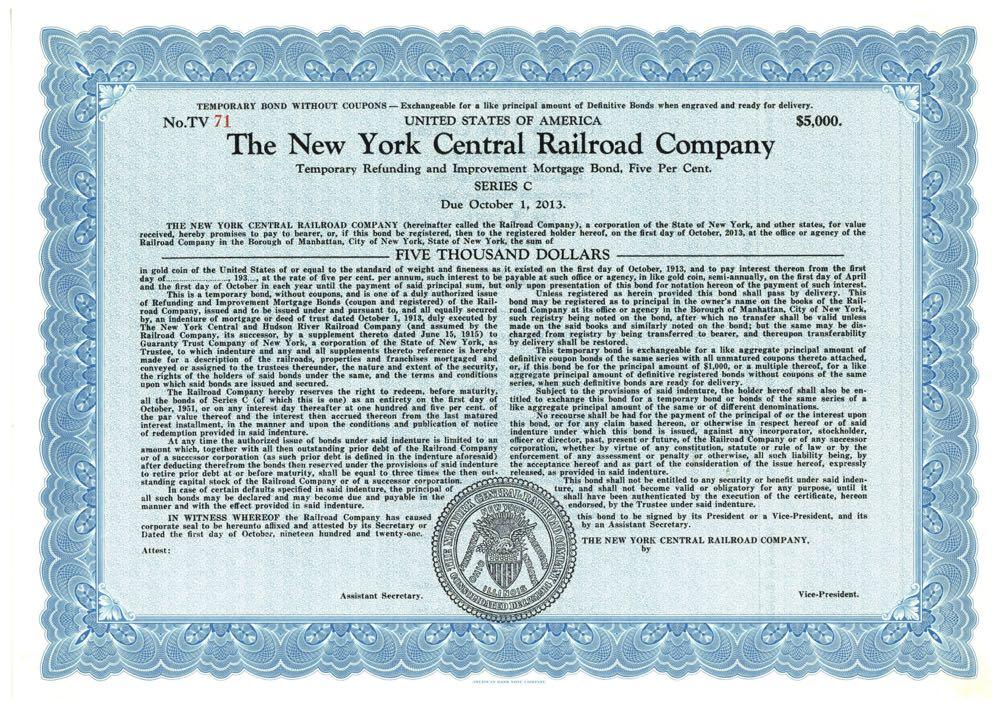 TEMPORARY BOND WITHOUT COUPONS — Exchangeable for a like principal amount of Definitive Bonds when engraved and ready for delivery.
No.TV 71
UNITED STATES OF AMERICA
$5,000.
The New York Central Railroad Company
Temporary Refunding and Improvement Mortgage Bond, Five Per Cent.
SERIES C
Due October 1, 2013.
THE NEW YORK CENTRAL RAILROAD COMPANY (hereinafter called the Railroad Company), a corporation of the State of New York, and other states, for value
received, hereby promises to pay to bearer, or, if this bond be registered, then to the registered holder hereof, on the first day of October, 2013, at the office or agency of the
Railroad Company in the Borough of Manhattan, City of New York, State of New York, the sum of
FIVE THOUSAND DOLLARS
in gold coin of the United States of or equal to the standard of weight and fineness as it existed on the first day of October, 1913, and to pay interest thereon from the first
day of 193..., at the rate of five per cent. per annum, such interest to be payable at such office or agency, in like gold coin, semi-annually, on the first day of April
and the first day of October in each year until the payment of said principal sum, but only upon presentation of this bond for notation hereon of the payment of such interest.
This is a temporary bond, without coupons, and is one of a duly authorized issue
of Refunding and Improvement Mortgage Bonds (coupon and registered) of the Rail-
road Company, issued and to be issued under and pursuant to, and all equally secured
by, an indenture of mortgage or deed of trust dated October 1, 1913, duly executed by
The New York Central and Hudson River Railroad Company (and assumed by the
Railroad Company, its successor, by a supplement thereto dated June 15, 1915) to
Guaranty Trust Company of New York, a corporation of the State of New York, as
Trustee, to which indenture and any and all supplements thereto reference is hereby
made for a description of the railroads, properties and franchises mortgaged and
conveyed or assigned to the trustees thereunder, the nature and extent of the security,
the rights of the holders of said bonds under the same, and the terms and conditions
upon which said bonds are issued and secured.
The Railroad Company reserves the right to redeem, before maturity,
all the bonds of Series C (of which this is one) as an entirety on the first day of
October, 1951, or on any interest day thereafter at one hundred and five per cent. of
the par value thereof and the interest then accrued thereon from the last matured
interest installment, in the manner and upon the conditions and publication of notice
of redemption provided in said indenture.
At any time the authorized issue of bonds under said indenture is limited to an
amount which, together with all then outstanding prior debt of the Railroad Company
or of a successor corporation (as such prior debt is defined in the indenture aforesaid)
after deducting therefrom the bonds then reserved under the provisions of said indenture
to retire prior debt at or before maturity, shall be equal to three times the then out-
standing capital stock of the Railroad Company or of a successor corporation.
In case of certain defaults specified in said indenture, the principal of
all such bonds may be declared and may become due and payable in the
manner and with the effect provided in said indenture.
Unless registered as herein provided this bond shall pass by delivery. This
bond may be registered as to principal in the owner's name on the books of the Rail-
road Company at its office or agency in the Borough of Manhattan, City of New York,
such registry being noted on the bond, after which no transfer shall be valid unless
made on the said books and similarly noted on the bond; but the same may be dis-
charged from registry by being transferred to bearer, and thereupon transferability
by delivery shall be restored.
This temporary bond is exchangeable for a like aggregate principal amount of
definitive coupon bonds of the same series with all unmatured coupons thereto attached,
or, if this bond be for the principal amount of $1,000, or a multiple thereof, for a like
aggregate principal amount of definitive registered bonds without coupons of the same
series, when such definitive bonds are ready for delivery.
Subject to the provisions of said indenture, the holder hereof shall also be en-
titled to exchange this bond for a temporary bond or bonds of the same series of a
like aggregate principal amount of the same or of different denominations.
No recourse shall be had for the payment of the principal of or the interest upon
this bond, or for any claim based hereon, or otherwise in respect hereof or of said
indenture under which this bond is issued, against any incorporator, stockholder,
officer or director, past, present or future, of the Railroad Company or of any successor
corporation, whether by virtue of any constitution, statute or rule of law or by the
enforcement of any assessment or penalty or otherwise, all such liability being, by
the acceptance hereof and as part of the consideration of the issue hereof, expressly
released, as provided in said indenture.
This bond shall not be entitled to any security or benefit under said inden-
ture, and shall not become valid or obligatory for any purpose, until it
shall have been authenticated by the execution of the certificate, hereon
endorsed, by the Trustee under said indenture.
IN WITNESS WHEREOF the Railroad Company has caused this bond to be signed by its President or a Vice-President, and its
corporate seal to be hereunto affixed and attested by its Secretary or by an Assistant Secretary.
Dated the first day of October, nineteen hundred and twenty-one.
THE NEW YORK CENTRAL RAILROAD COMPANY,
Attest:
by
THE NEW YORK CENTRAL RAILROAD COMPANY
OHIO
ILLINOIS
CONSOLIDATED
Assistant Secretary.
Vice-President.
AMERICAN BANK NOTE COMPANY